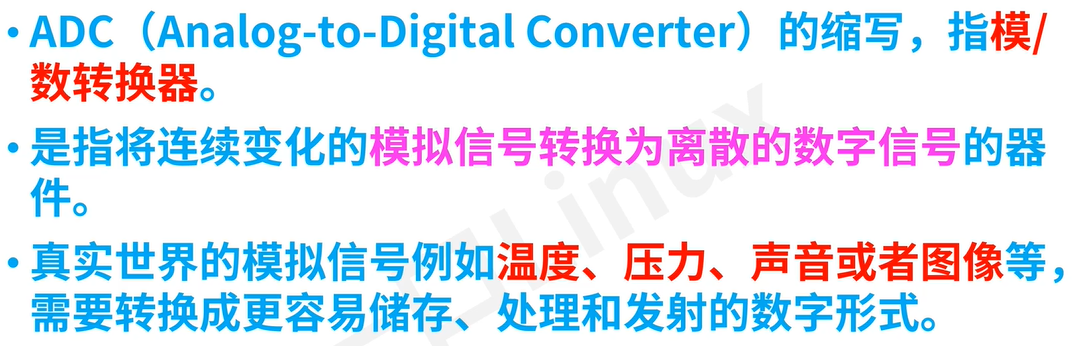 • ADC（Analog-to-Digital Converter）的缩写，指模/
数转换器。
• 是指将连续变化的模拟信号转换为离散的数字信号的器
件。
• 真实世界的模拟信号例如温度、压力、声音或者图像等，
需要转换成更容易储存、处理和发射的数字形式。